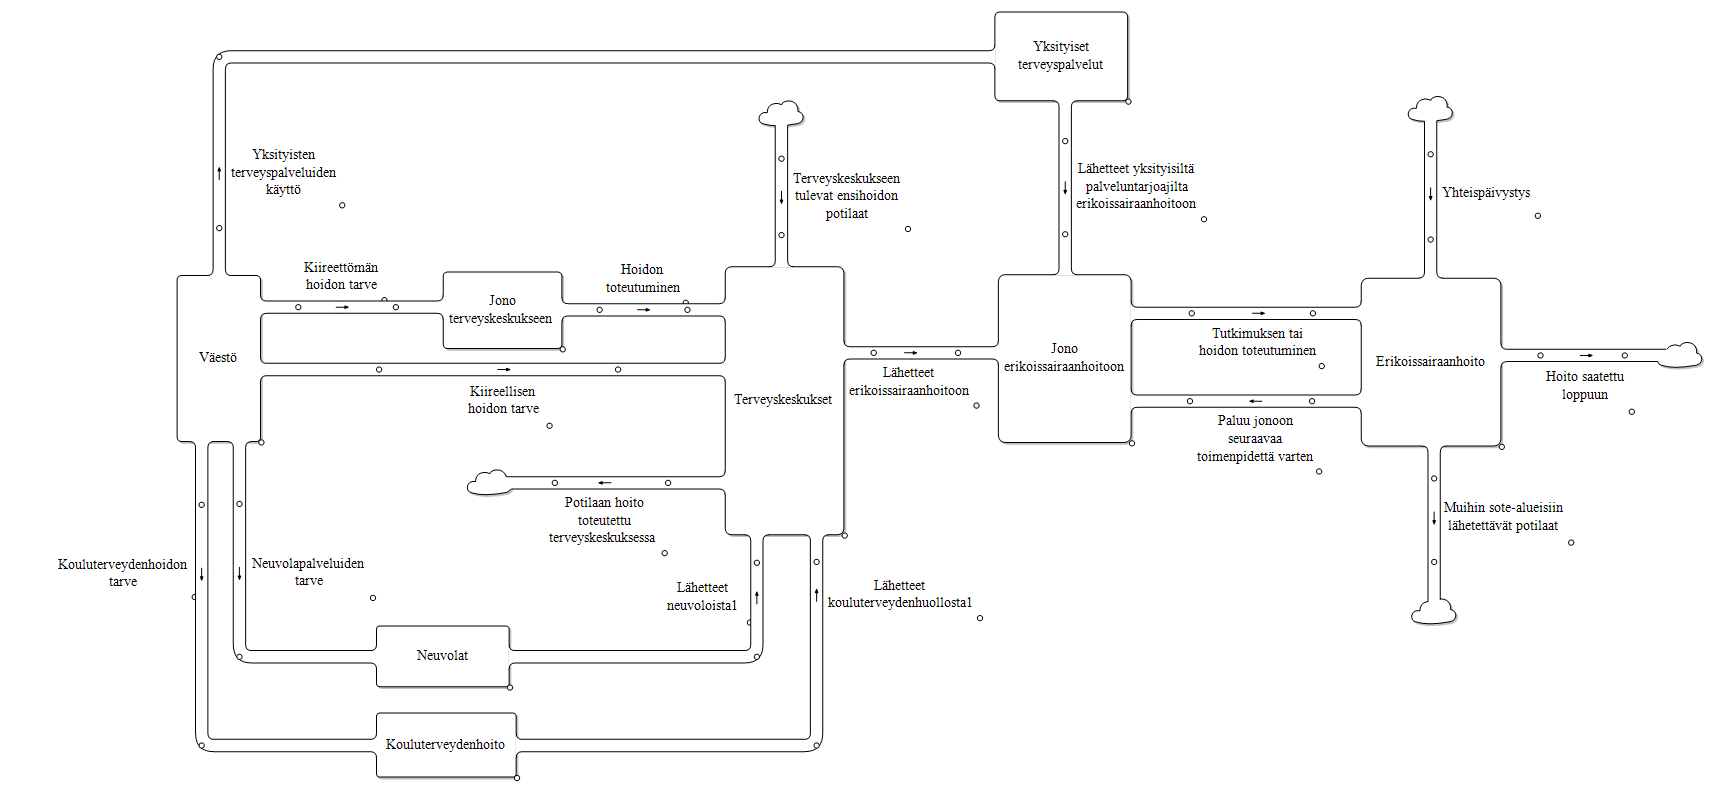 Yksityiset
terveyspalvelut
Yksityisten
terveyspalveluiden
käyttö
Terveyskeskukseen
tulevat ensihoidon
potilaat
Lähetteet yksityisiltä
palveluntarjoajilta
erikoissairaanhoitoon
Yhteispäivystys
Kiireettömän
hoidon tarve
Jono
terveyskeskukseen
Hoidon
toteutuminen
Väestö
Kiireellisen
hoidon tarve
Terveyskeskukset
Lähetteet
erikoissairaanhoitoon
Jono
erikoissairaanhoitoon
Tutkimuksen tai
hoidon toteutuminen
Erikoissairaanhoito
Hoito saatettu
loppuun
Paluu jonoon
seuraavaa
toimenpidettä varten
Potilaan hoito
toteutettu
terveyskeskuksessa
Muihin sote-alueisiin
lähetettävät potilaat
Kouluterveydenhoidon
tarve
Neuvolapalveluiden
tarve
Lähetteet
neuvoloista1
Lähetteet
kouluterveydenhuollosta1
Neuvolat
Kouluterveydenhoito